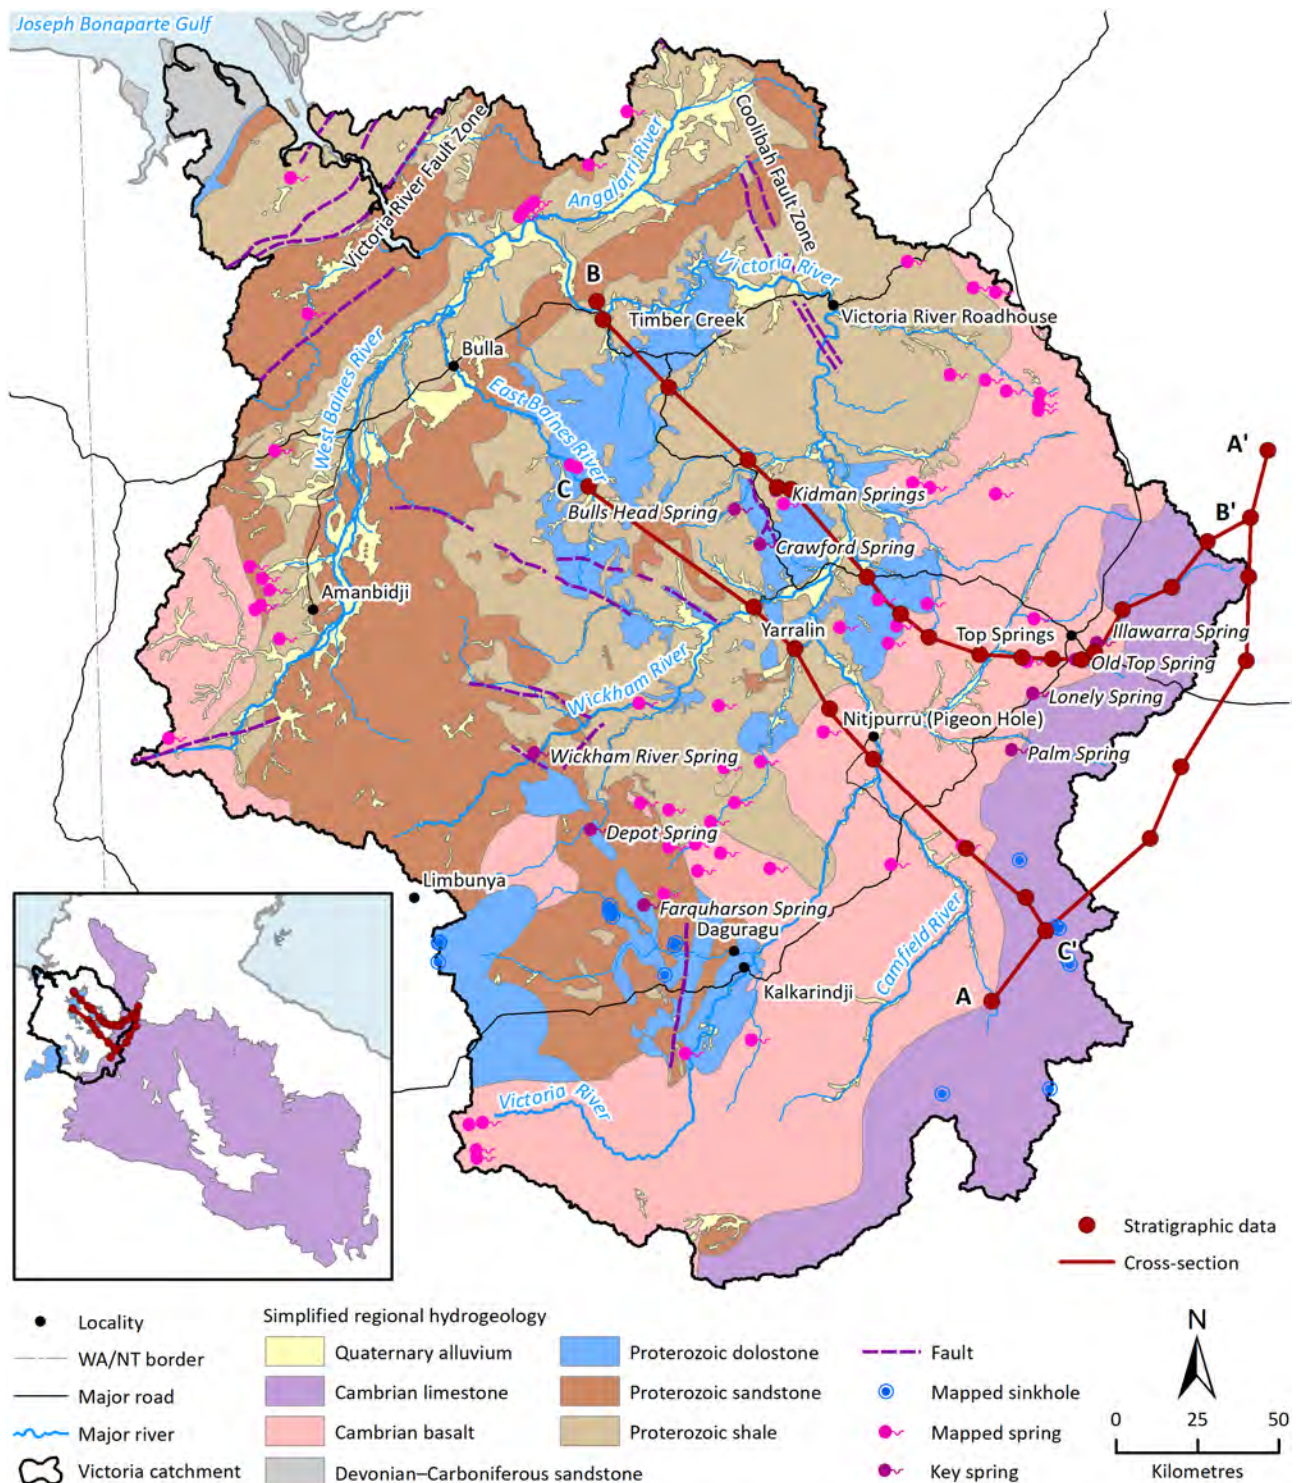 Joseph Bonaparte Gulf
Victoria River Fault Zone
Coolibah Fault Zone
Angalarri River
B
Victoria River
Timber Creek
Victoria River Roadhouse
Bulla
West Baines River
East Baines River
A'
C
Kidman Springs
Bulls Head Spring
B'
Crawford Spring
Amanbidji
Yarralin
Top Springs
Illawarra Spring
Old Top Spring
Wickham River
Lonely Spring
Nitjpurru (Pigeon Hole)
Wickham River Spring
Palm Spring
Depot Spring
Limbunya
Farquharson Spring
Daguragu
Camfield River
C'
Kalkarindji
A
Victoria River
Stratigraphic data
Cross-section
Locality
WA/NT border
Major road
Major river
Victoria catchment
Simplified regional hydrogeology
Quaternary alluvium
Cambrian limestone
Cambrian basalt
Devonian–Carboniferous sandstone
Proterozoic dolostone
Proterozoic sandstone
Proterozoic shale
Fault
Mapped sinkhole
Mapped spring
Key spring
N
0 25 50
Kilometres